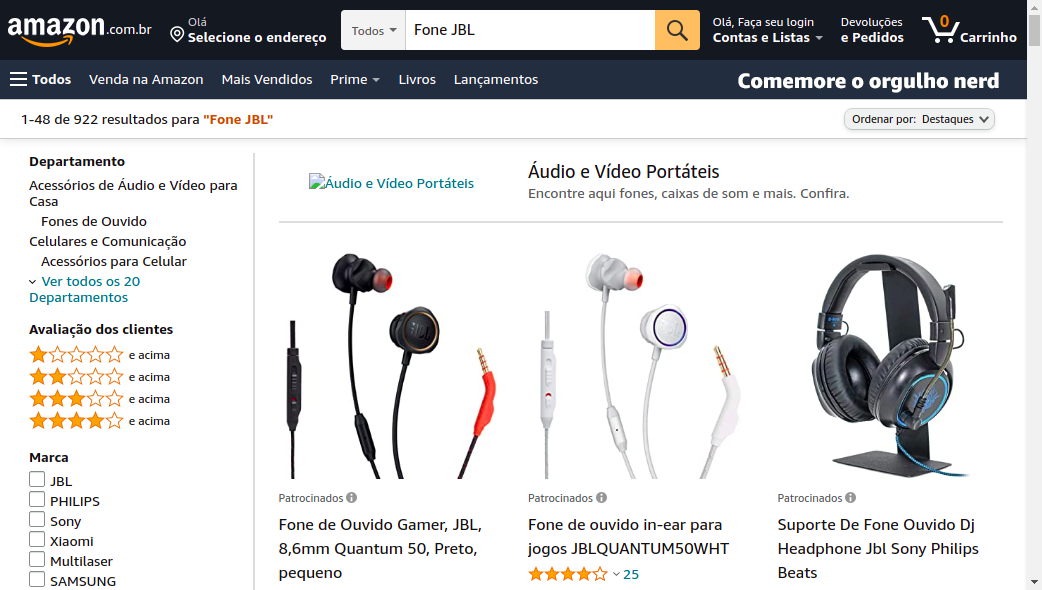 amazon.com.br
Olá
Selecione o endereço
Todos
Fone JBL
Olá, Faça seu login
Contas e Listas
Devoluções
e Pedidos
0
Carrinho
Todos
Venda na Amazon
Mais Vendidos
Prime
Livros
Lançamentos
Comemore o orgulho nerd
1-48 de 922 resultados para "Fone JBL"
Ordenar por: Destaques
Departamento
Acessórios de Áudio e Vídeo para
Casa
Fones de Ouvido
Celulares e Comunicação
Acessórios para Celular
Ver todos os 20
Departamentos
Avaliação dos clientes
e acima
e acima
e acima
e acima
Marca
JBL
PHILIPS
Sony
Xiaomi
Multilaser
SAMSUNG
Áudio e Vídeo Portáteis
Áudio e Vídeo Portáteis
Encontre aqui fones, caixas de som e mais. Confira.
Patrocinados
Fone de Ouvido Gamer, JBL,
8,6mm Quantum 50, Preto,
pequeno
Patrocinados
Fone de ouvido in-ear para
jogos JBLQUANTUM50WHT
25
Patrocinados
Suporte De Fone Ouvido Dj
Headphone Jbl Sony Philips
Beats